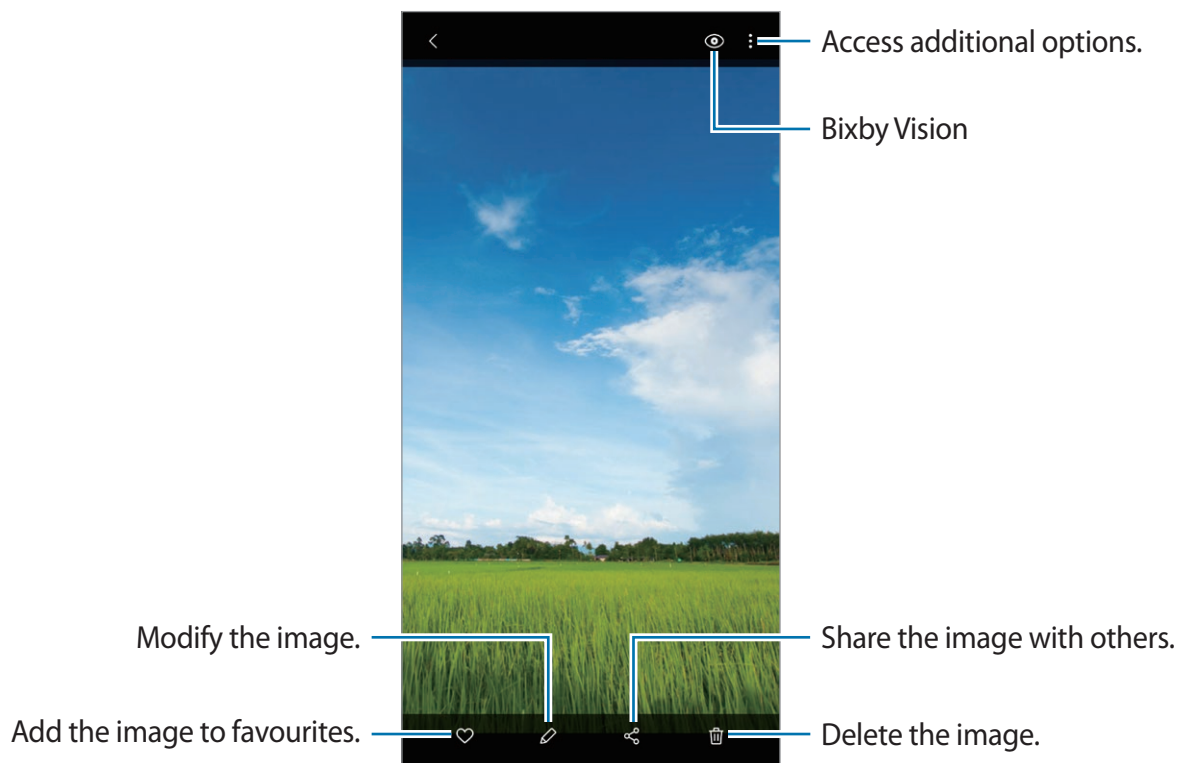 Access additional options.
Bixby Vision
Modify the image.
Share the image with others.
Add the image to favourites.
Delete the image.